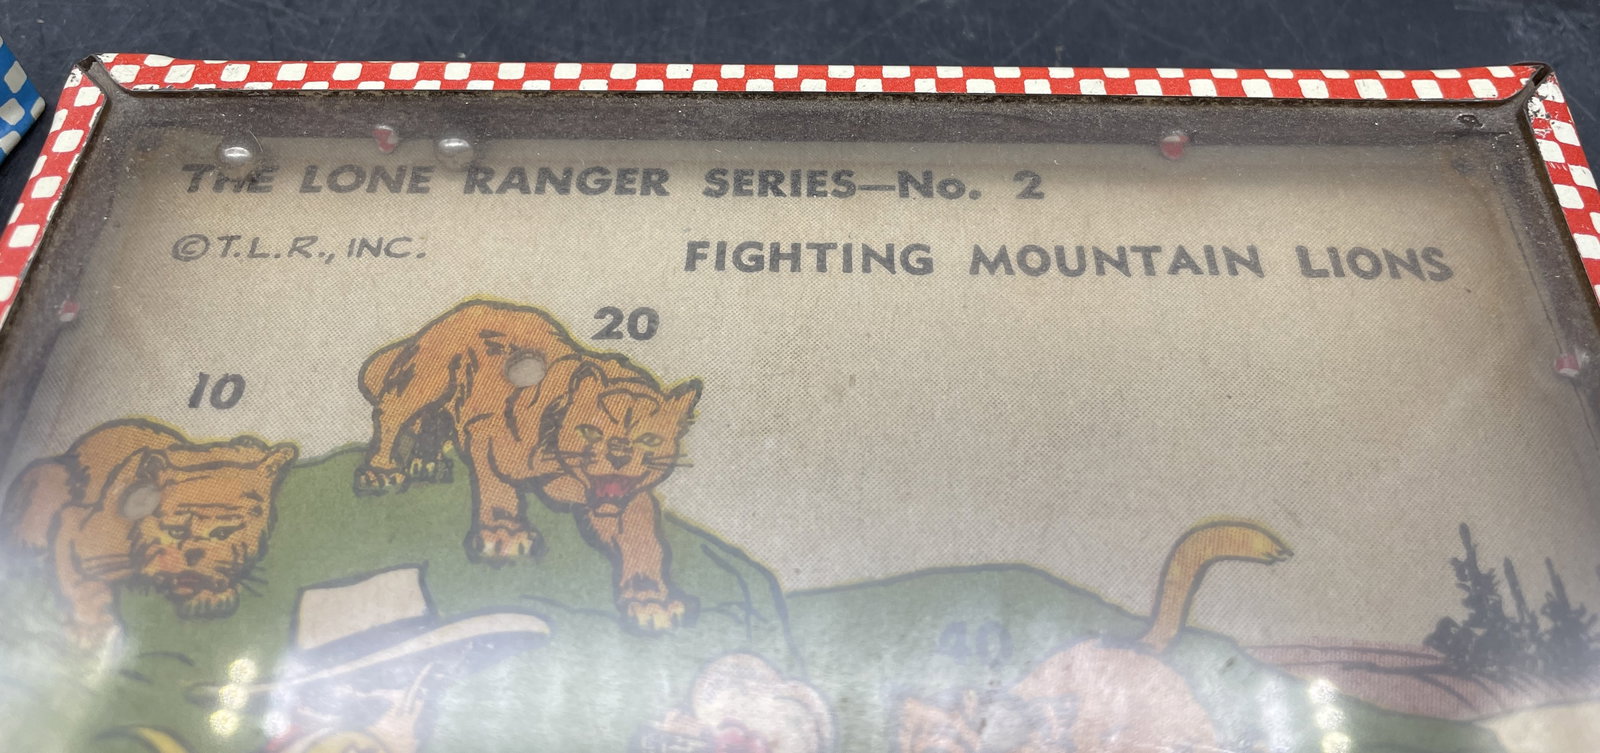 THE LONE RANGER SERIES—No. 2
©T.L.R., INC.
FIGHTING MOUNTAIN LIONS
20
10